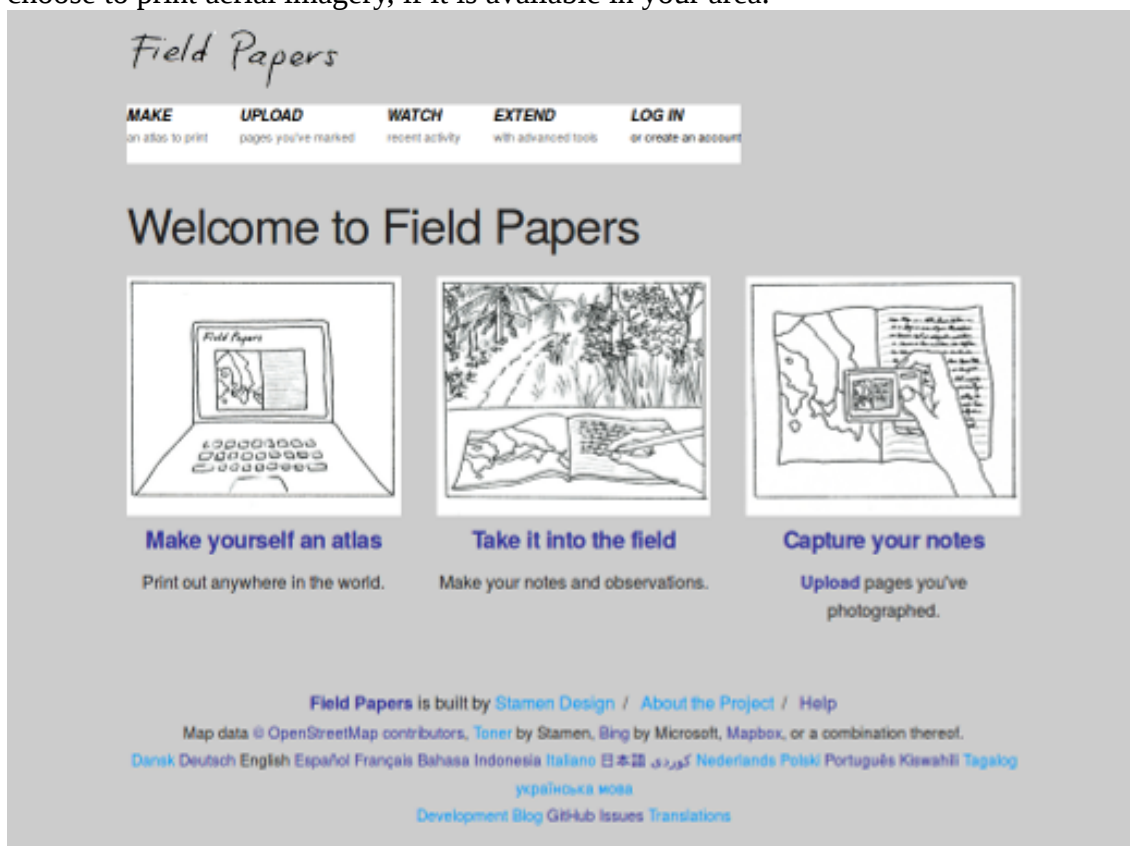 choose to print aerial imagery, if it is available in your area.
Field Papers
MAKE UPLOAD WATCH EXTEND LOG IN
an atlas to print pages you've marked recent activity with advanced tools or create an account
Welcome to Field Papers
Field Papers
Make yourself an atlas Take it into the field Capture your notes
Print out anywhere in the world. Make your notes and observations. Upload pages you've
photographed.
Field Papers is built by Stamen Design / About the Project / Help
Map data © OpenStreetMap contributors, Toner by Stamen, Bing by Microsoft, Mapbox, or a combination thereof.
Dansk Deutsch English Español Français Bahasa Indonesia Italiano 日本語 كوردی Nederlands Polski Português Kiswahili Tagalog
українська мова
Development Blog GitHub Issues Translations